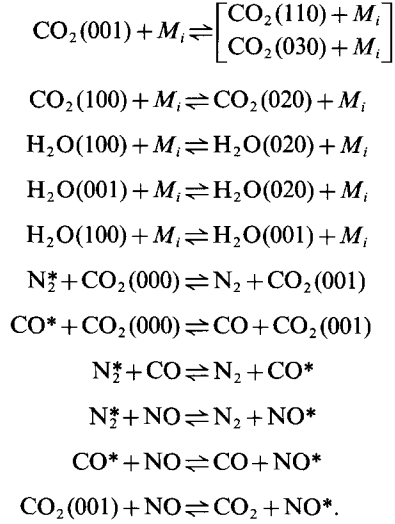 CO₂(001) + Mᵢ ⇌ [CO₂(110) + Mᵢ
CO₂(030) + Mᵢ]
CO₂(100) + Mᵢ ⇌ CO₂(020) + Mᵢ
H₂O(100) + Mᵢ ⇌ H₂O(020) + Mᵢ
H₂O(001) + Mᵢ ⇌ H₂O(020) + Mᵢ
H₂O(100) + Mᵢ ⇌ H₂O(001) + Mᵢ
N₂* + CO₂(000) ⇌ N₂ + CO₂(001)
CO* + CO₂(000) ⇌ CO + CO₂(001)
N₂* + CO ⇌ N₂ + CO*
N₂* + NO ⇌ N₂ + NO*
CO* + NO ⇌ CO + NO*
CO₂(001) + NO ⇌ CO₂ + NO*.